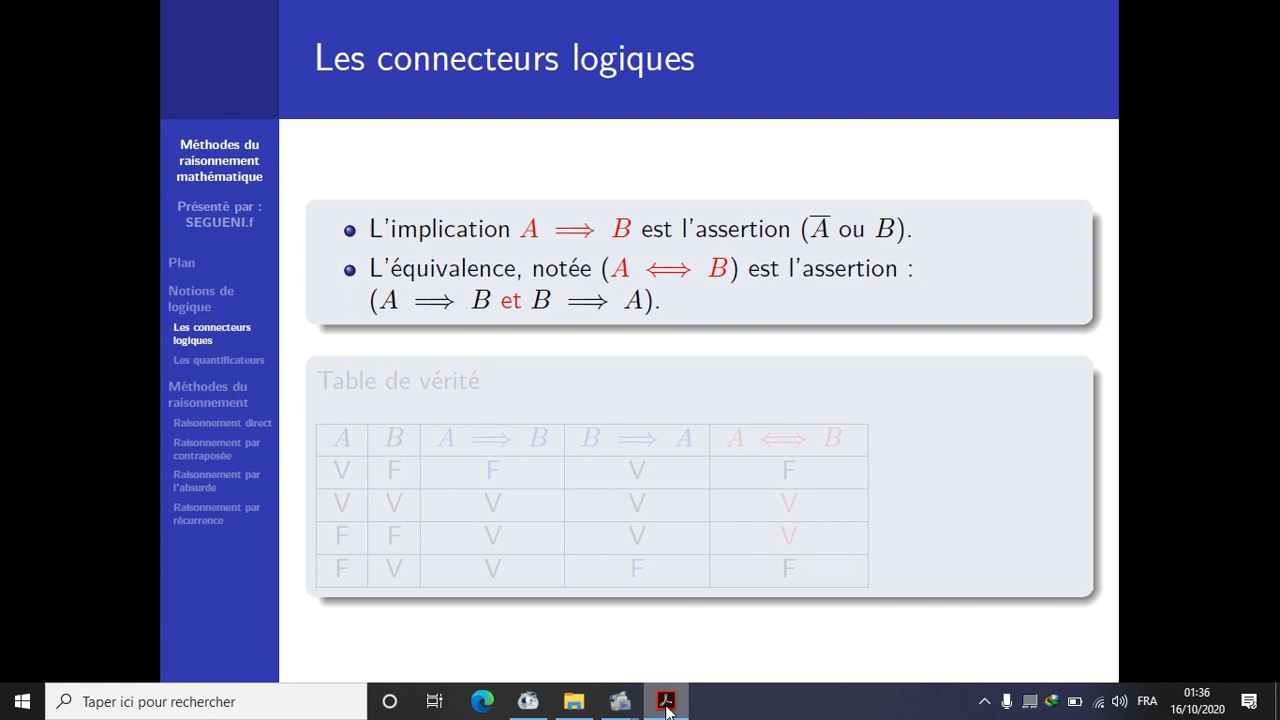 Les connecteurs logiques
Méthodes du
raisonnement
mathématique
Présenté par :
SEGUENI.f
Plan
Notions de
logique
Les connecteurs
logiques
Les quantificateurs
Méthodes du
raisonnement
Raisonnement direct
Raisonnement par
contraposée
Raisonnement par
l'absurde
Raisonnement par
récurrence
L'implication A ⟹ B est l'assertion (A̅ ou B).
L'équivalence, notée (A ⟺ B) est l'assertion :
(A ⟹ B et B ⟹ A).
Table de vérité
A B A ⟹ B B ⟹ A A ⟺ B
V F F V F
V V V V V
F F V V V
F V V F F
Taper ici pour rechercher
FRA
01:36
16/10/2020